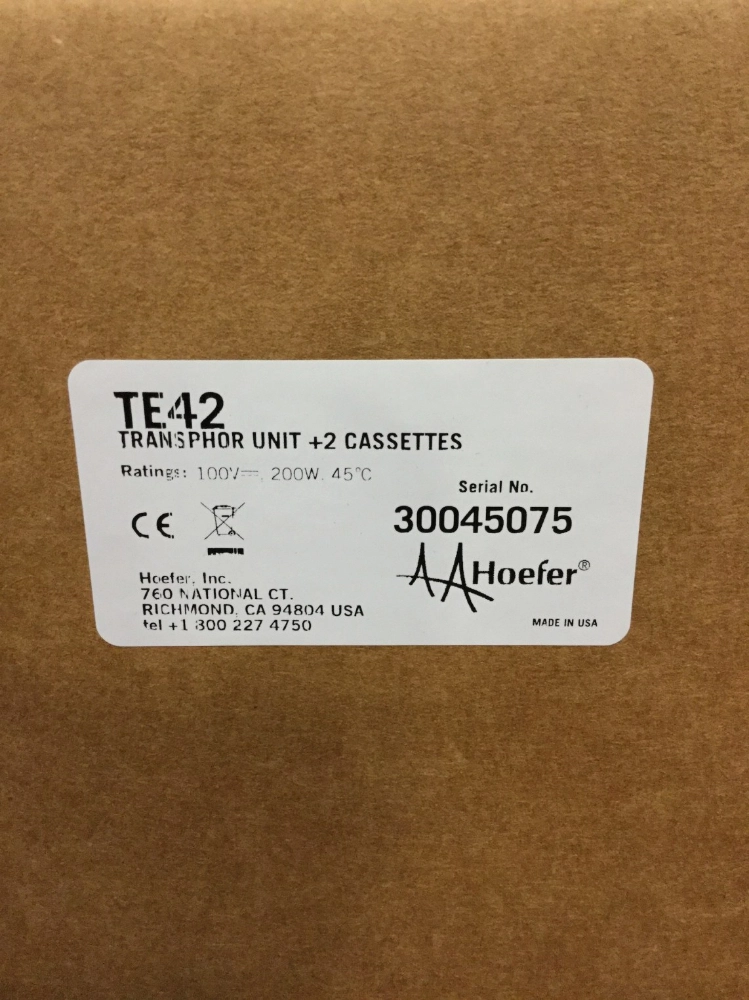 TE42
TRANSPHOR UNIT +2 CASSETTES
Ratings: 100V⎓, 200W. 45°C
Serial No.
30045075
CE
Hoefer®
Hoefer, Inc.
760 NATIONAL CT.
RICHMOND, CA 94804 USA
tel +1 800 227 4750
MADE IN USA